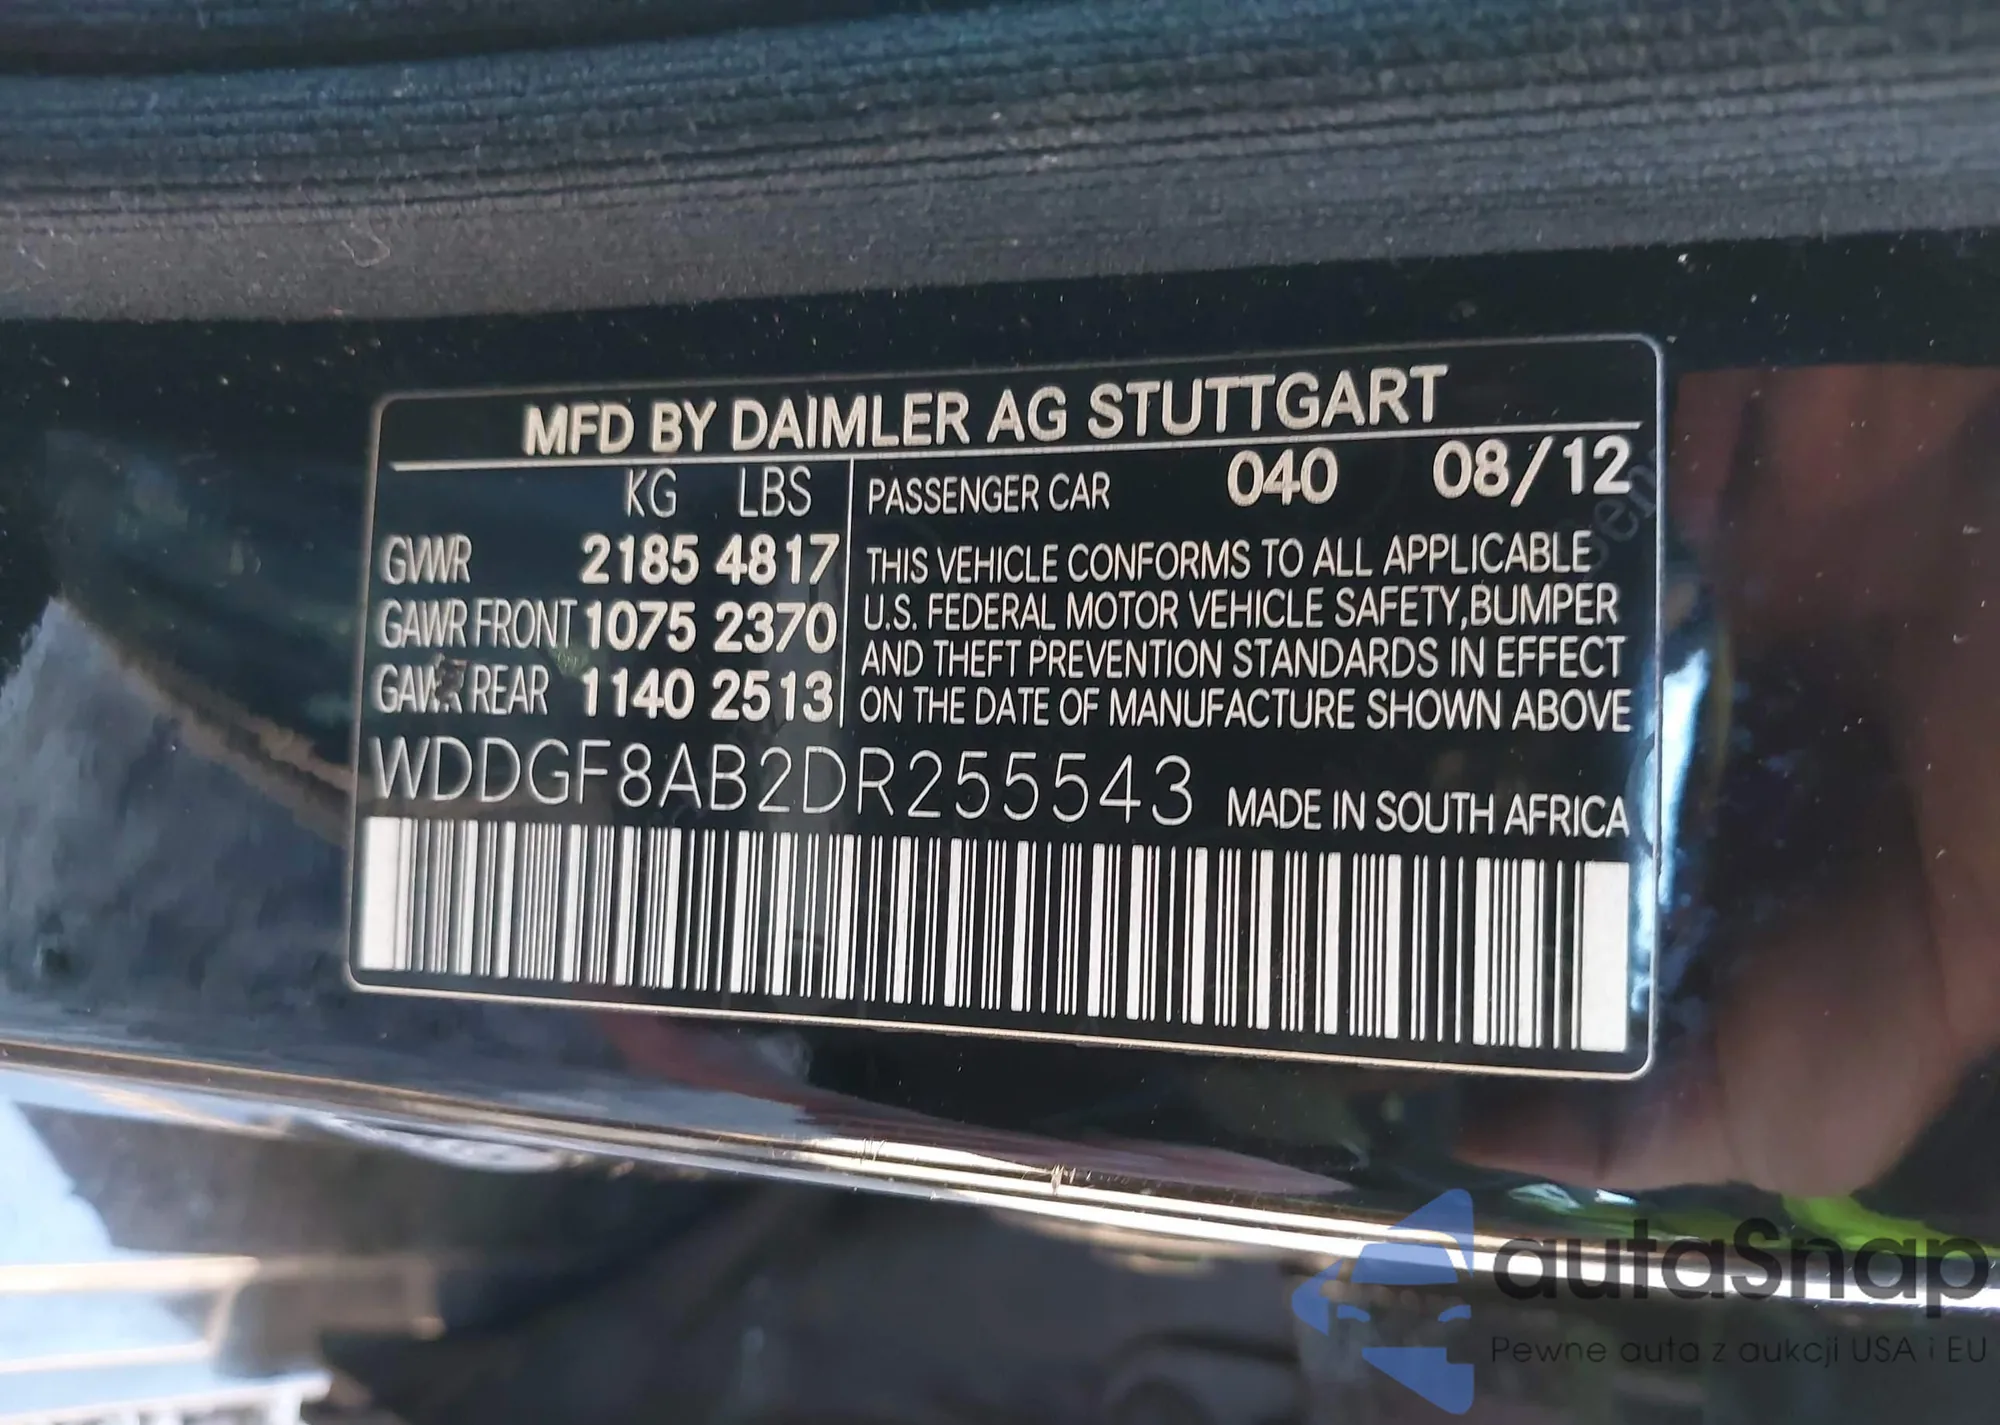 MFD BY DAIMLER AG STUTTGART
KG LBS
GVWR 2185 4817
GAWR FRONT 1075 2370
GAWR REAR 1140 2513
PASSENGER CAR 040 08/12
THIS VEHICLE CONFORMS TO ALL APPLICABLE
U.S. FEDERAL MOTOR VEHICLE SAFETY,BUMPER
AND THEFT PREVENTION STANDARDS IN EFFECT
ON THE DATE OF MANUFACTURE SHOWN ABOVE
WDDGF8AB2DR255543 MADE IN SOUTH AFRICA
autaSnap
Pewne auta z aukcji USA i EU